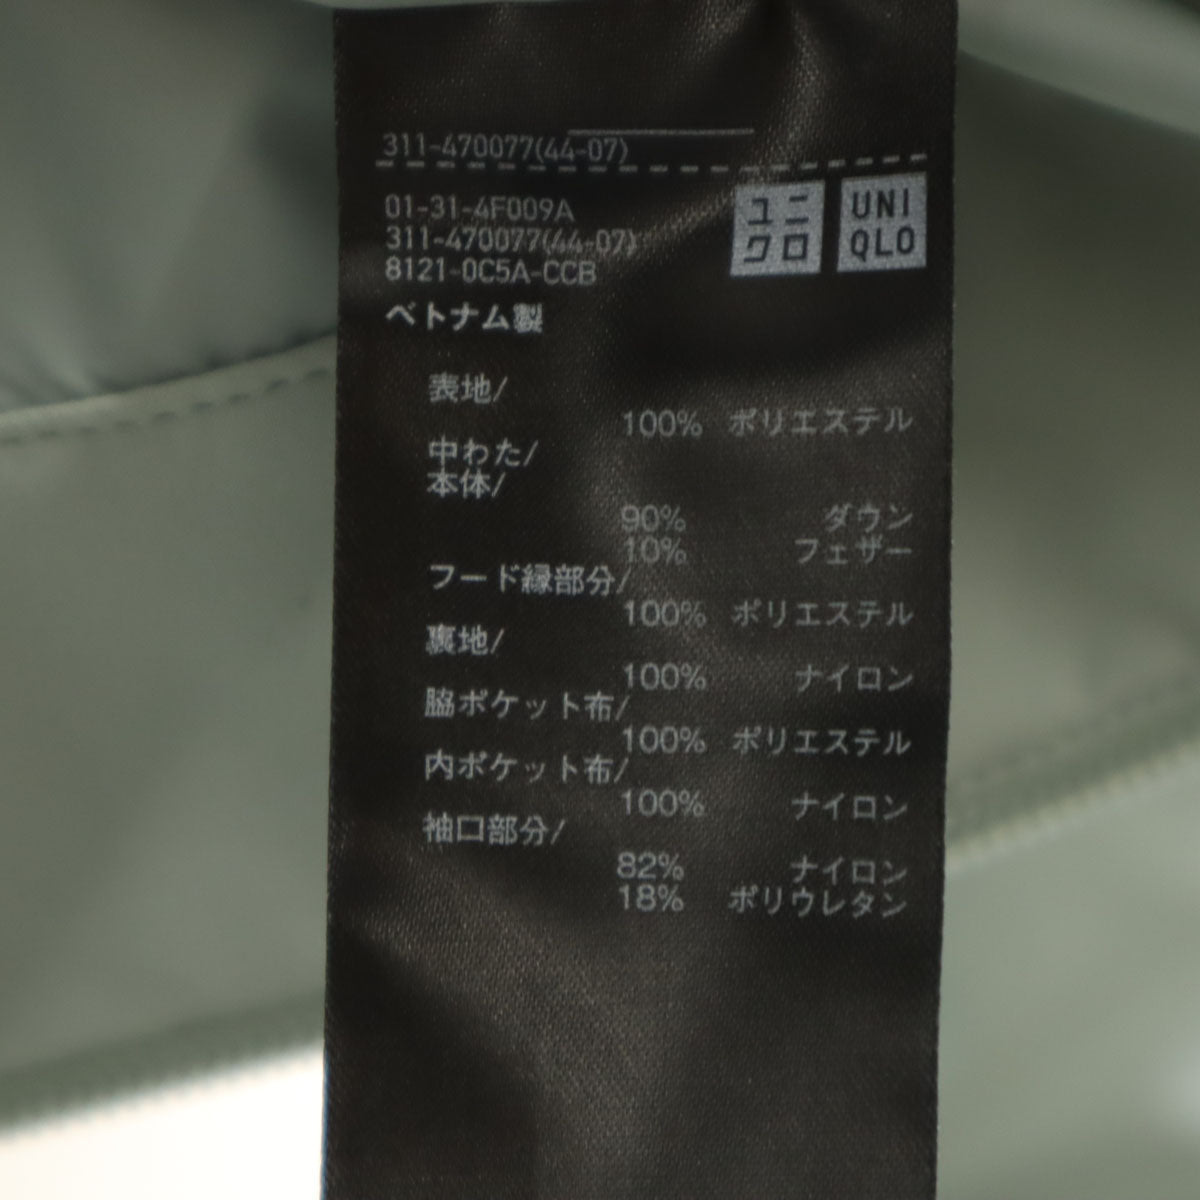 311-470077(44-07)
01-31-4F009A
311-470077(44-07)
8121-0C5A-CCB
ユニ
クロ
UNI
QLO
ベトナム製
表地/
100% ポリエステル
中わた/
本体/
90% ダウン
10% フェザー
フード縁部分/
100% ポリエステル
裏地/
100% ナイロン
脇ポケット布/
100% ポリエステル
内ポケット布/
100% ナイロン
袖口部分/
82% ナイロン
18% ポリウレタン